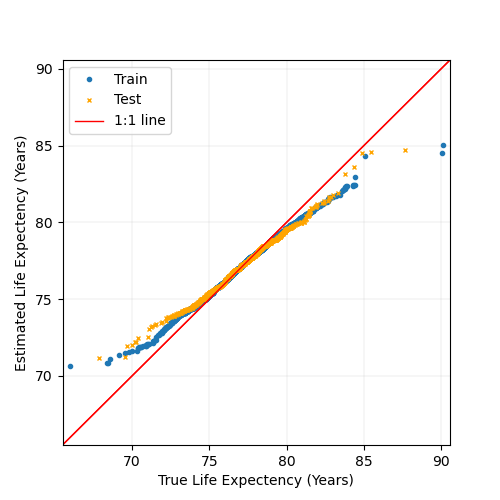 90
85
80
75
70
Estimated Life Expectency (Years)
Train
Test
1:1 line
70
75
80
85
90
True Life Expectency (Years)